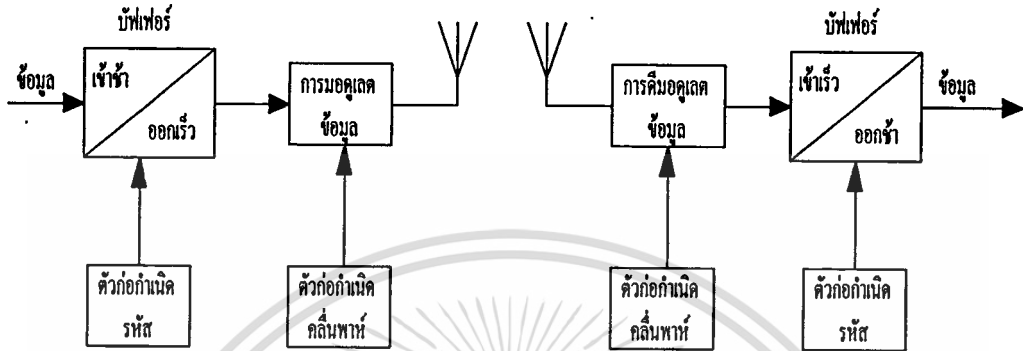 บัฟเฟอร์
บัฟเฟอร์
ข้อมูล
เข้าช้า
ออกเร็ว
การมอดูเลต
ข้อมูล
การดีมอดูเลต
ข้อมูล
เข้าเร็ว
ออกช้า
ข้อมูล
ตัวก่อกำเนิด
รหัส
ตัวก่อกำเนิด
คลื่นพาห์
ตัวก่อกำเนิด
คลื่นพาห์
ตัวก่อกำเนิด
รหัส